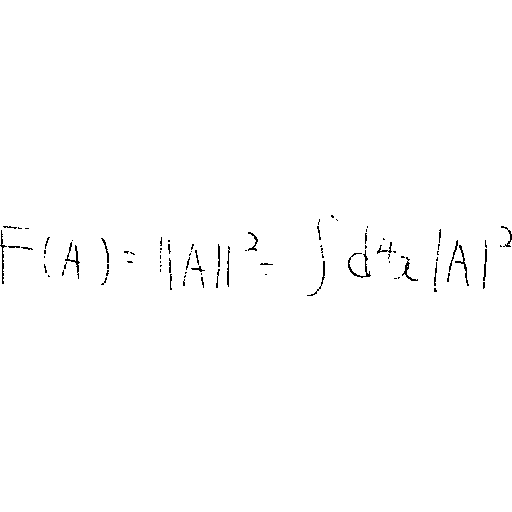 F(A) = ||A||² = ∫ d⁴x |A|²